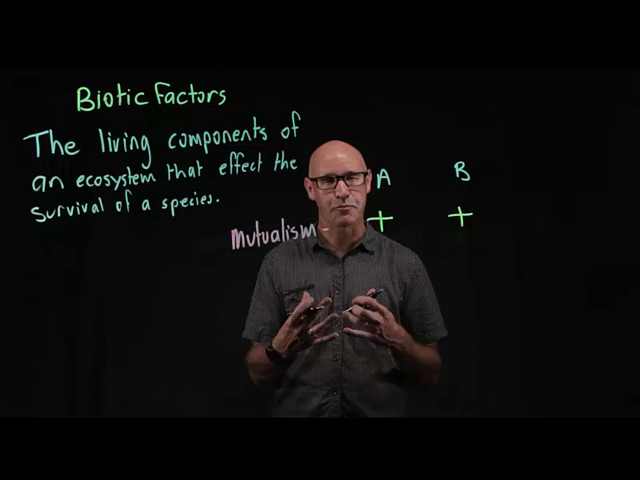 Biotic Factors
The living components of
an ecosystem that effect the
survival of a species.
A B
mutualism - + +